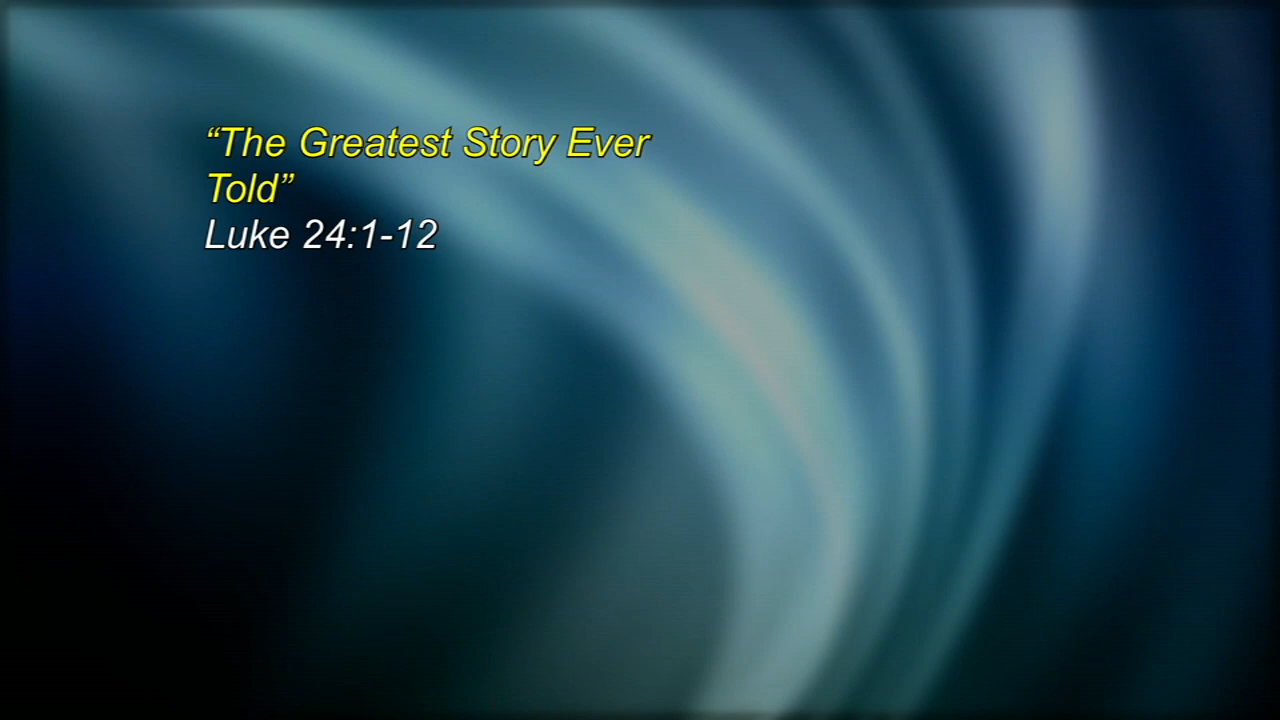 “The Greatest Story Ever
Told”
Luke 24:1-12